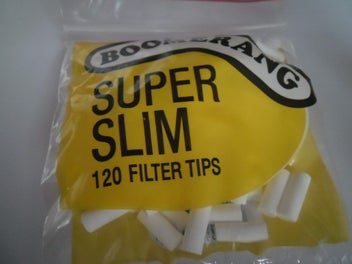 BOOMERANG
SUPER
SLIM
120 FILTER TIPS